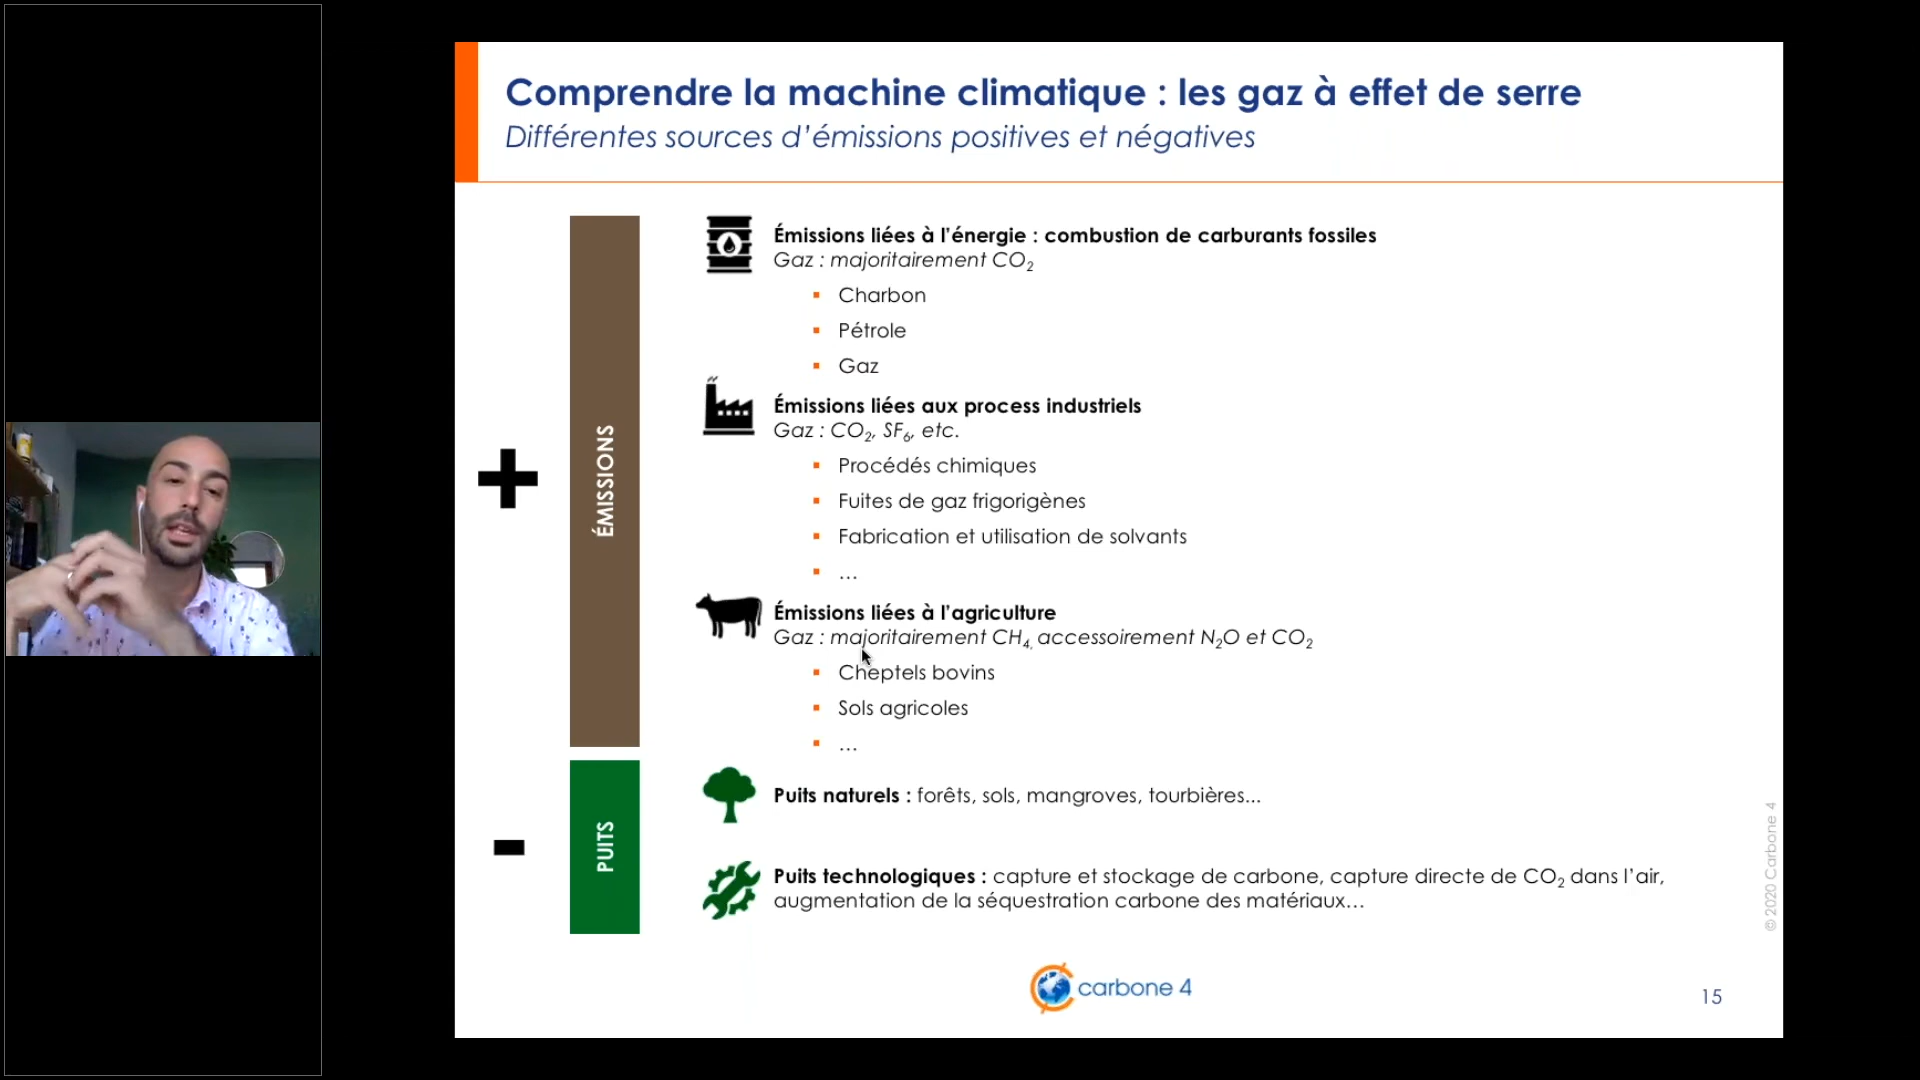 Comprendre la machine climatique : les gaz à effet de serre
Différentes sources d’émissions positives et négatives
+
ÉMISSIONS
Émissions liées à l’énergie : combustion de carburants fossiles
Gaz : majoritairement CO₂
▪ Charbon
▪ Pétrole
▪ Gaz
Émissions liées aux process industriels
Gaz : CO₂, SF₆, etc.
▪ Procédés chimiques
▪ Fuites de gaz frigorigènes
▪ Fabrication et utilisation de solvants
▪ …
Émissions liées à l’agriculture
Gaz : majoritairement CH₄, accessoirement N₂O et CO₂
▪ Cheptels bovins
▪ Sols agricoles
▪ …
-
PUITS
Puits naturels : forêts, sols, mangroves, tourbières...
Puits technologiques : capture et stockage de carbone, capture directe de CO₂ dans l’air,
augmentation de la séquestration carbone des matériaux…
© 2020 Carbone 4
carbone 4
15